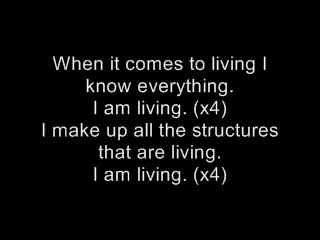 When it comes to living I
know everything.
I am living. (x4)
I make up all the structures
that are living.
I am living. (x4)